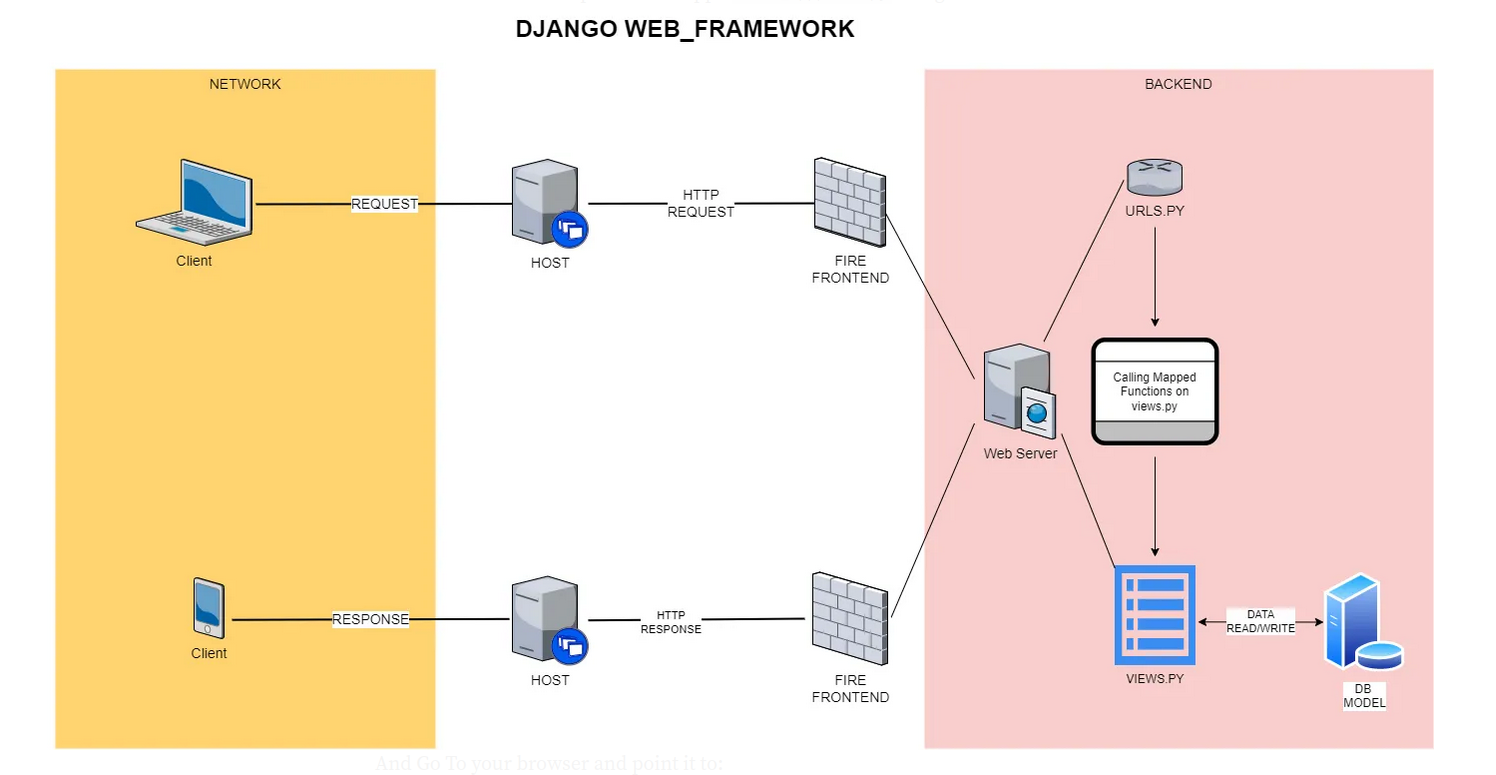 DJANGO WEB_FRAMEWORK
NETWORK
BACKEND
REQUEST
HTTP
REQUEST
Client
HOST
FIRE
FRONTEND
URLS.PY
Calling Mapped
Functions on
views.py
Web Server
RESPONSE
HTTP
RESPONSE
Client
HOST
FIRE
FRONTEND
DATA
READ/WRITE
VIEWS.PY
DB
MODEL
And Go To your browser and point it to: